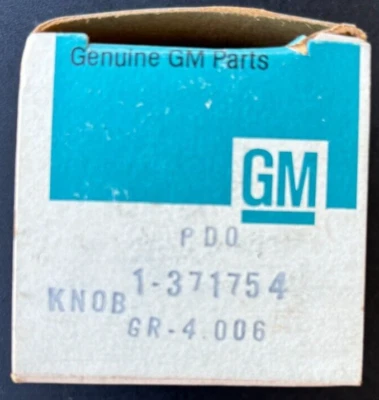 Genuine GM Parts
GM
PDO
1-371754
KNOB
GR-4.006